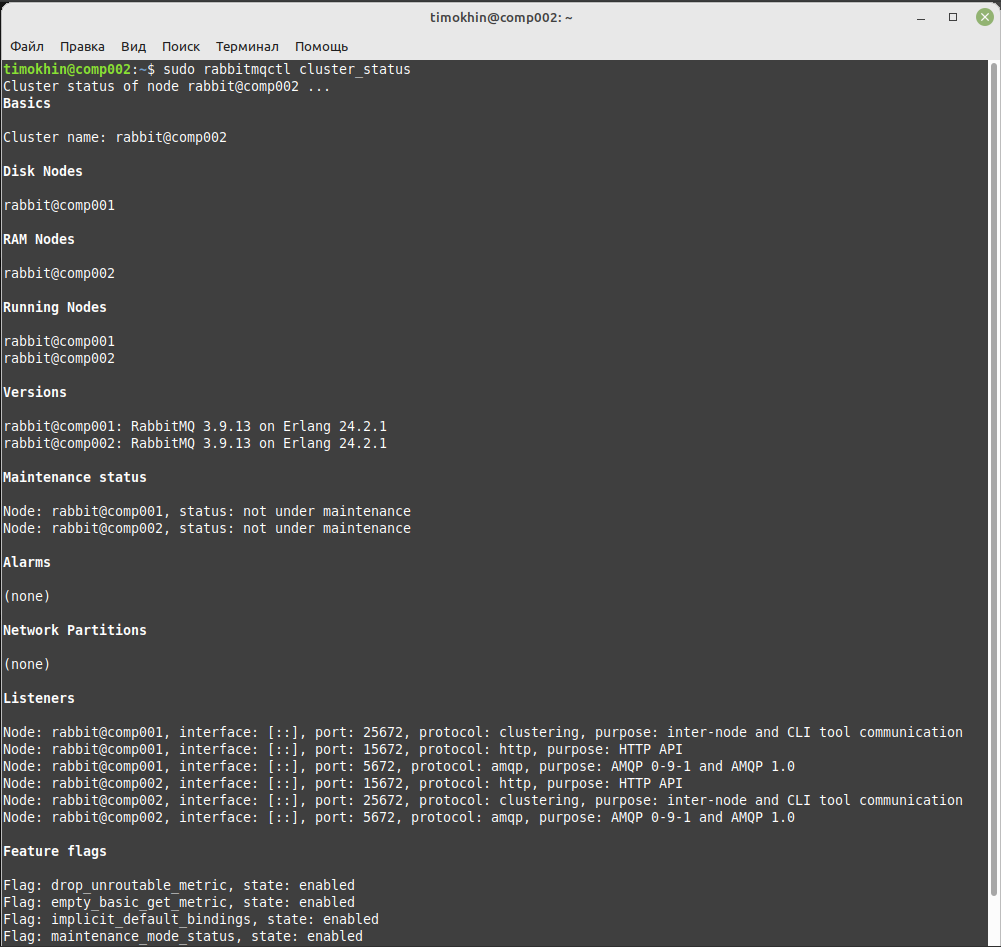 timokhin@comp002: ~
Файл Правка Вид Поиск Терминал Помощь
timokhin@comp002:~$ sudo rabbitmqctl cluster_status
Cluster status of node rabbit@comp002 ...
Basics
Cluster name: rabbit@comp002
Disk Nodes
rabbit@comp001
RAM Nodes
rabbit@comp002
Running Nodes
rabbit@comp001
rabbit@comp002
Versions
rabbit@comp001: RabbitMQ 3.9.13 on Erlang 24.2.1
rabbit@comp002: RabbitMQ 3.9.13 on Erlang 24.2.1
Maintenance status
Node: rabbit@comp001, status: not under maintenance
Node: rabbit@comp002, status: not under maintenance
Alarms
(none)
Network Partitions
(none)
Listeners
Node: rabbit@comp001, interface: [::], port: 25672, protocol: clustering, purpose: inter-node and CLI tool communication
Node: rabbit@comp001, interface: [::], port: 15672, protocol: http, purpose: HTTP API
Node: rabbit@comp001, interface: [::], port: 5672, protocol: amqp, purpose: AMQP 0-9-1 and AMQP 1.0
Node: rabbit@comp002, interface: [::], port: 15672, protocol: http, purpose: HTTP API
Node: rabbit@comp002, interface: [::], port: 25672, protocol: clustering, purpose: inter-node and CLI tool communication
Node: rabbit@comp002, interface: [::], port: 5672, protocol: amqp, purpose: AMQP 0-9-1 and AMQP 1.0
Feature flags
Flag: drop_unroutable_metric, state: enabled
Flag: empty_basic_get_metric, state: enabled
Flag: implicit_default_bindings, state: enabled
Flag: maintenance_mode_status, state: enabled